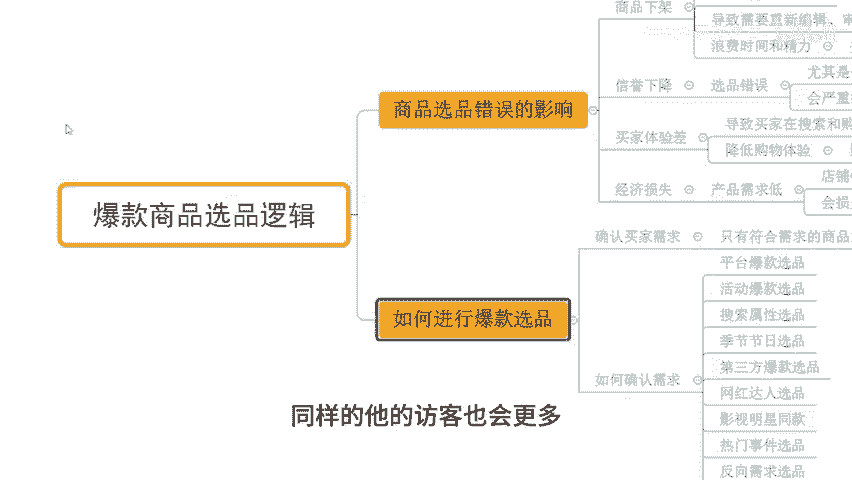 商品下架
导致需要重新编辑、审
浪费时间和精力
尤其是
信誉下降
选品错误
会严重
商品选品错误的影响
导致买家在搜索和购
买家体验差
降低购物体验
店铺
经济损失
产品需求低
会损
爆款商品选品逻辑
确认买家需求
只有符合需求的商品
平台爆款选品
活动爆款选品
搜索属性选品
如何进行爆款选品
季节节日选品
第三方爆款选品
如何确认需求
网红达人选品
影视明星同款
热门事件选品
反向需求选品
同样的他的访客也会更多